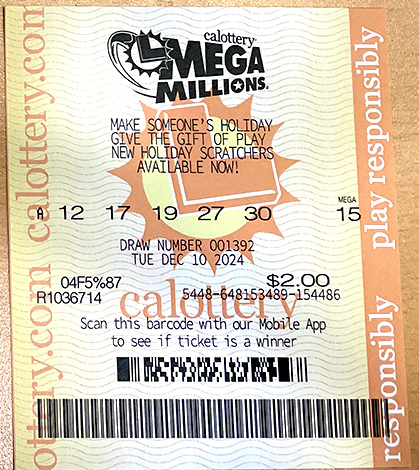 calottery
MEGA
MILLIONS
MAKE SOMEONE'S HOLIDAY
GIVE THE GIFT OF PLAY
NEW HOLIDAY SCRATCHERS
AVAILABLE NOW!
MEGA
A 12 17 19 27 30 15
DRAW NUMBER 001392
TUE DEC 10 2024
04F5%87 $2.00
R1036714 5448-648153489-154486
calottery
Scan this barcode with our Mobile App
to see if ticket is a winner
ottery.com calottery.com
responsibly play responsibly